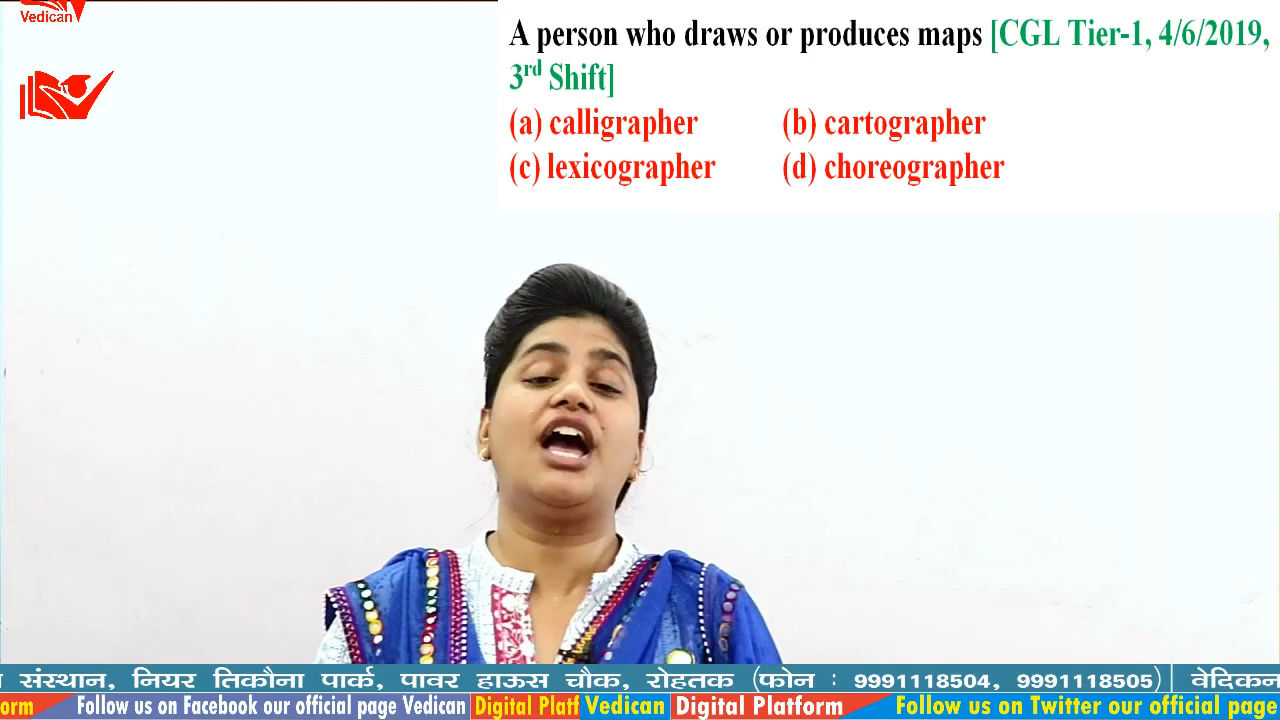 Vedican
A person who draws or produces maps [CGL Tier-1, 4/6/2019,
3rd Shift]
(a) calligrapher (b) cartographer
(c) lexicographer (d) choreographer
संस्थान, नियर तिकौना पार्क, पावर हाऊस चौक, रोहतक (फोन : 9991118504, 9991118505)| वेदिकन
orm Follow us on Facebook our official page Vedican Digital Platf Vedican Digital Platform Follow us on Twitter our official page